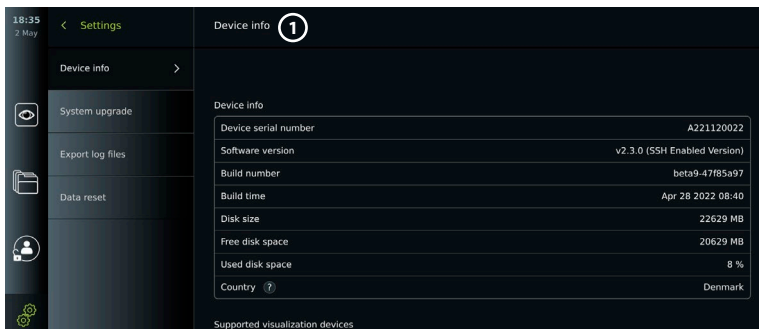 18:35
2 May
Settings
Device info
1
Device info
System upgrade
Export log files
Data reset
Device info
Device serial number A221120022
Software version v2.3.0 (SSH Enabled Version)
Build number beta9-47f85a97
Build time Apr 28 2022 08:40
Disk size 22629 MB
Free disk space 20629 MB
Used disk space 8 %
Country ? Denmark
Supported visualization devices